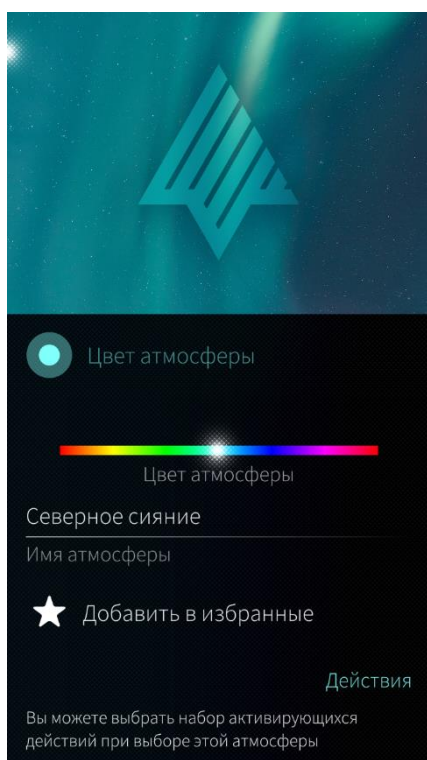 Цвет атмосферы
Цвет атмосферы
Северное сияние
Имя атмосферы
Добавить в избранные
Действия
Вы можете выбрать набор активирующихся
действий при выборе этой атмосферы